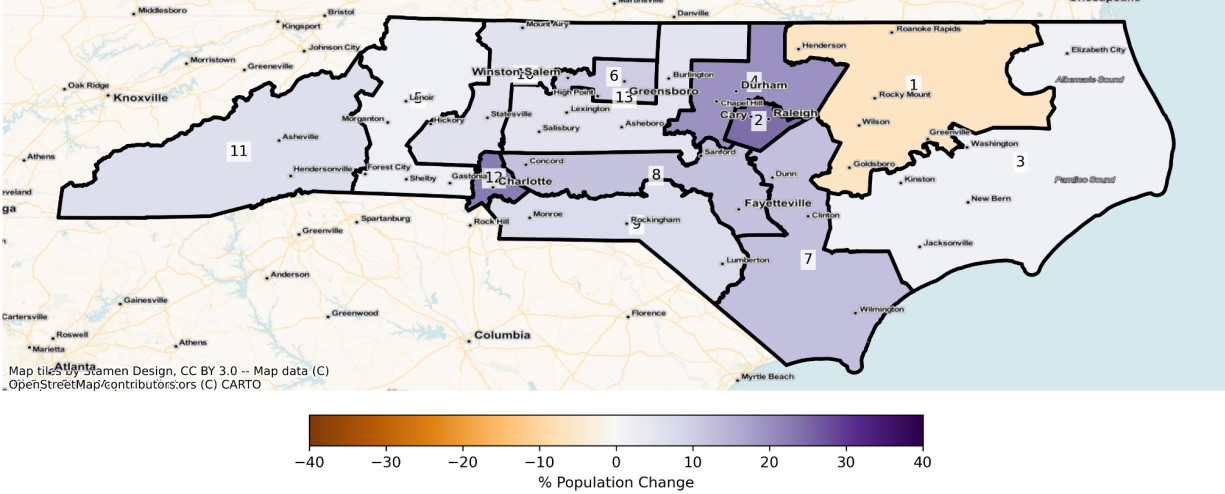 Middlesboro
Bristol
Danville
Kingsport
Mount Airy
Roanoke Rapids
Johnson City
Henderson
Elizabeth City
Morristown
Greeneville
Winston-Salem
10
6
Burlington
4
Albemarle Sound
Oak Ridge
Knoxville
Durham
1
High Point
Greensboro
13
Lenoir
5
Chapel Hill
Rocky Mount
Lexington
Cary
Raleigh
Statesville
2
Morganton
Hickory
Salisbury
Asheboro
Wilson
Greenville
Asheville
Washington
11
Sanford
3
Athens
Concord
Goldsboro
Hendersonville
Forest City
Gastonia
12
Charlotte
8
Dunn
Shelby
Kinston
Pamlico Sound
veland
New Bern
Fayetteville
ga
Spartanburg
Rock Hill
Monroe
Rockingham
9
Clinton
Greenville
Jacksonville
Lumberton
7
Anderson
Gainesville
Wilmington
Cartersville
Greenwood
Florence
Roswell
Columbia
Marietta
Athens
Atlanta
Map tiles by Stamen Design, CC BY 3.0 -- Map data (C)
OpenStreetMap contributors (C) CARTO
Myrtle Beach
−40 −30 −20 −10 0 10 20 30 40
% Population Change